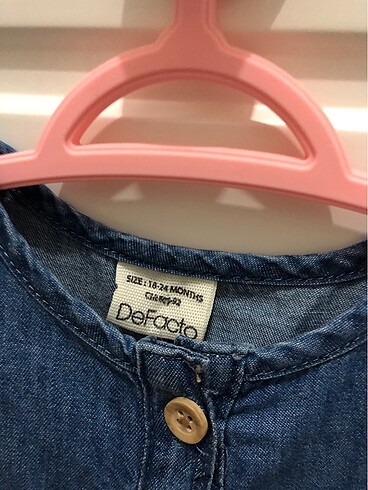 SIZE : 18-24 MONTHS
DeFacto